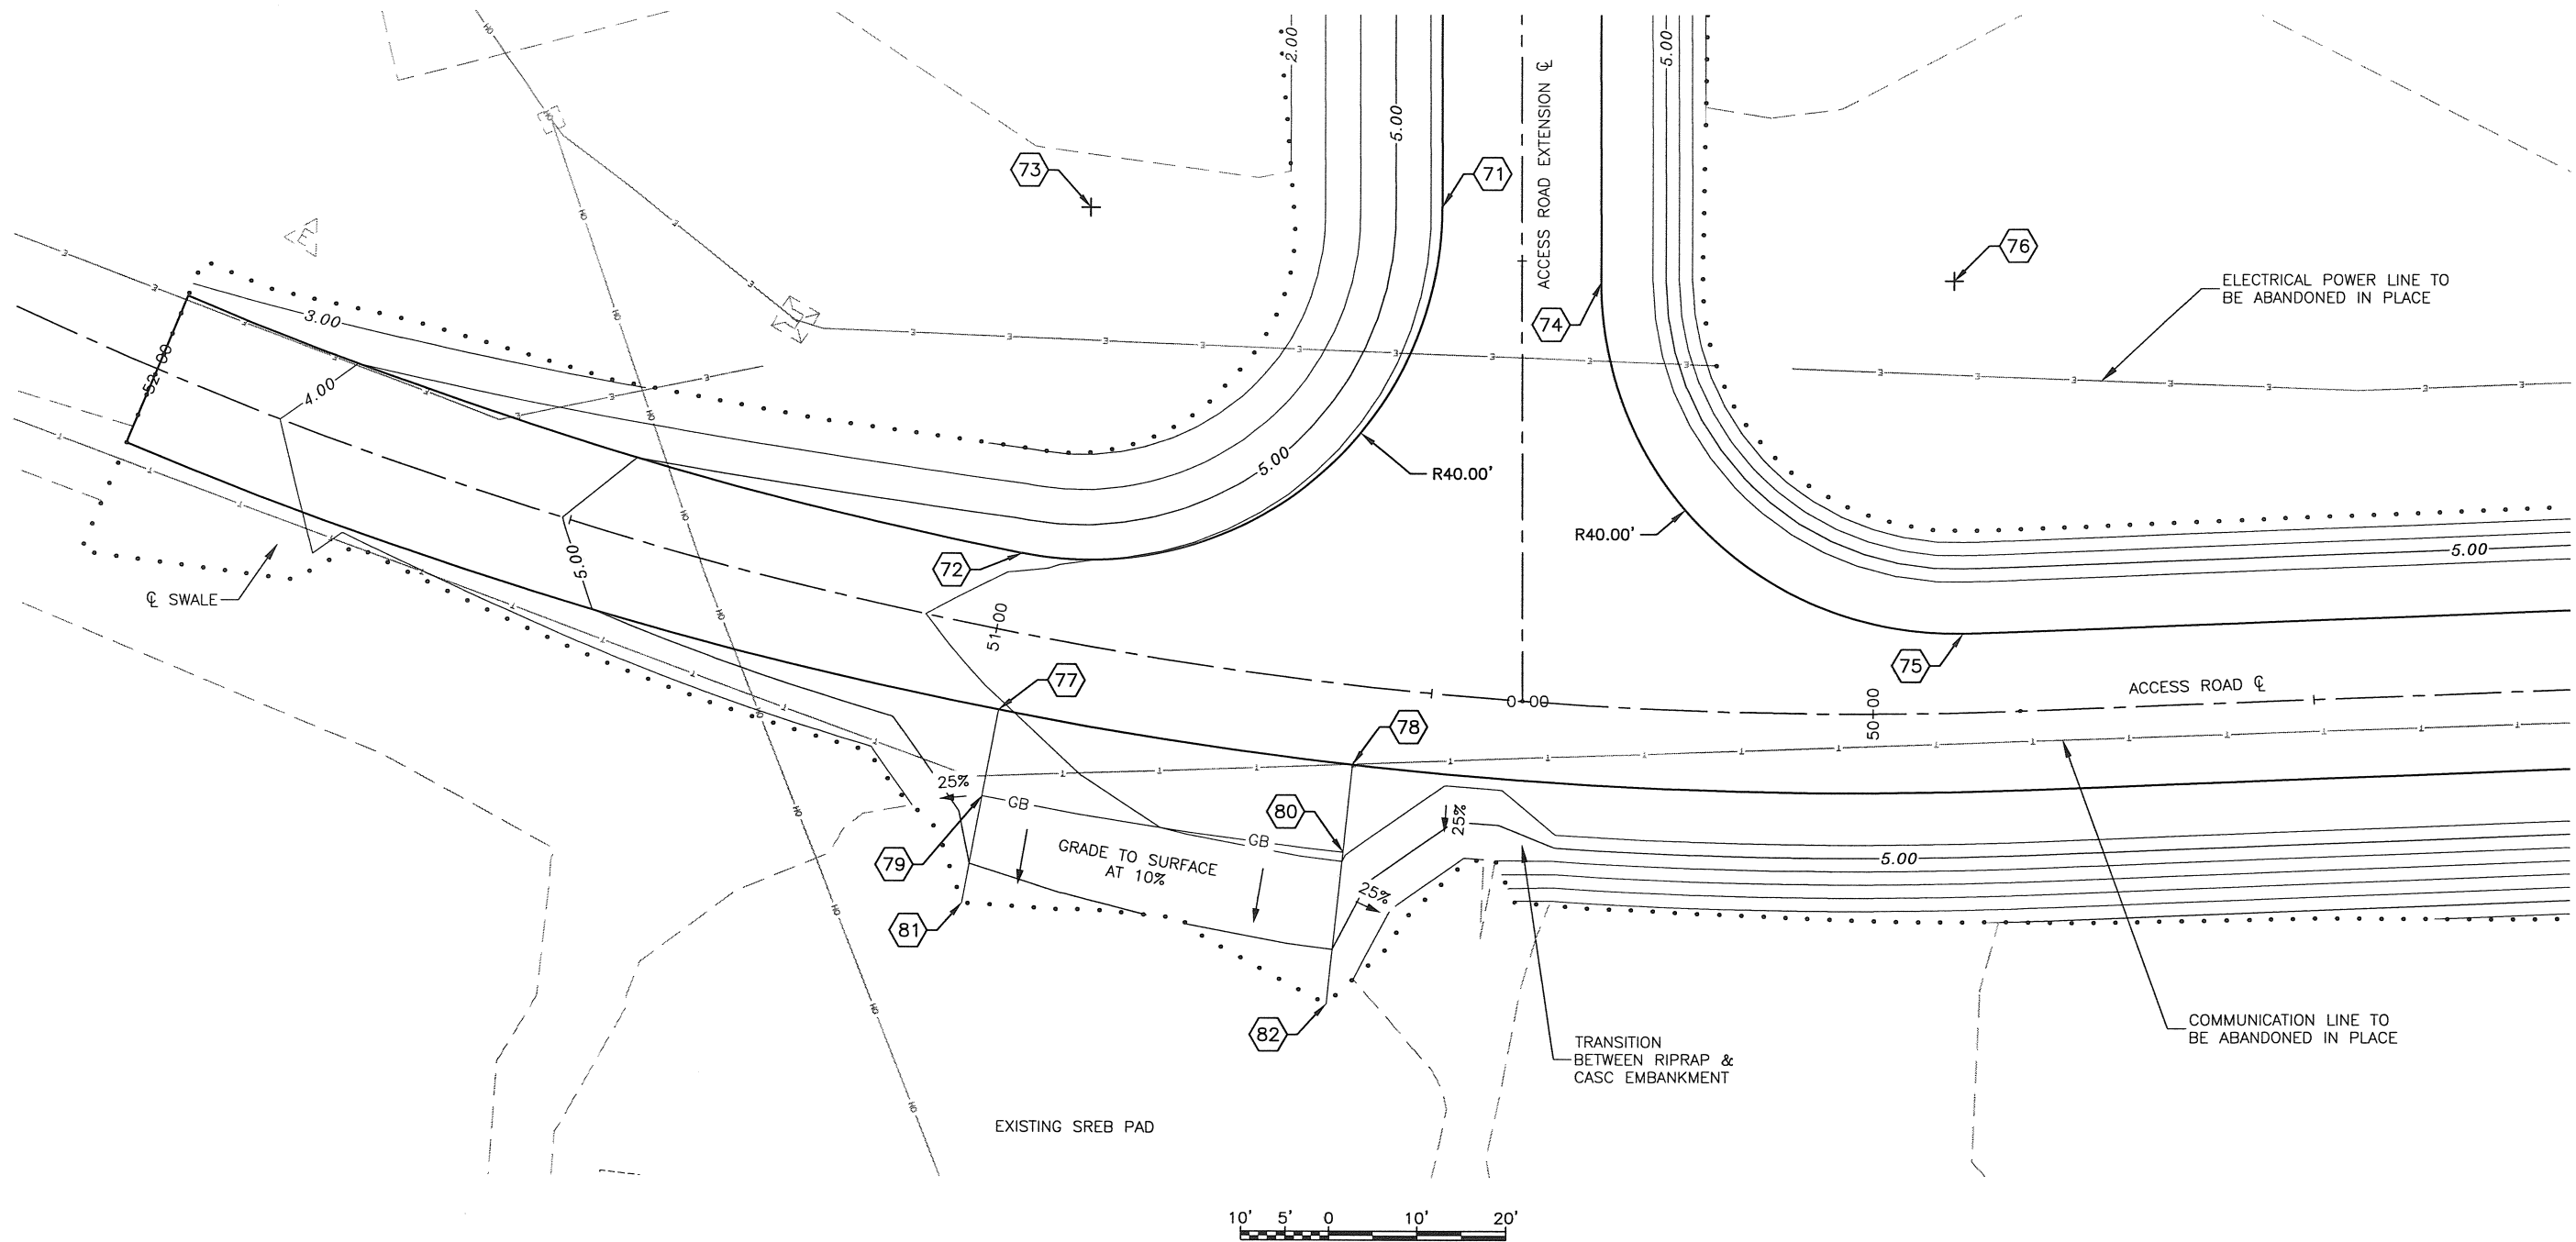 2.00
5.00
5.00
ACCESS ROAD EXTENSION ℄
73
71
76
74
ELECTRICAL POWER LINE TO
BE ABANDONED IN PLACE
3.00
52+00
4.00
5.00
R40.00'
R40.00'
5.00
5.00
72
℄ SWALE
51+00
75
77
ACCESS ROAD ℄
0+00
50+00
78
25%
GB
80
GB
25%
79
GRADE TO SURFACE
AT 10%
5.00
25%
81
82
COMMUNICATION LINE TO
BE ABANDONED IN PLACE
TRANSITION
BETWEEN RIPRAP &
CASC EMBANKMENT
EXISTING SREB PAD
10' 5' 0 10' 20'